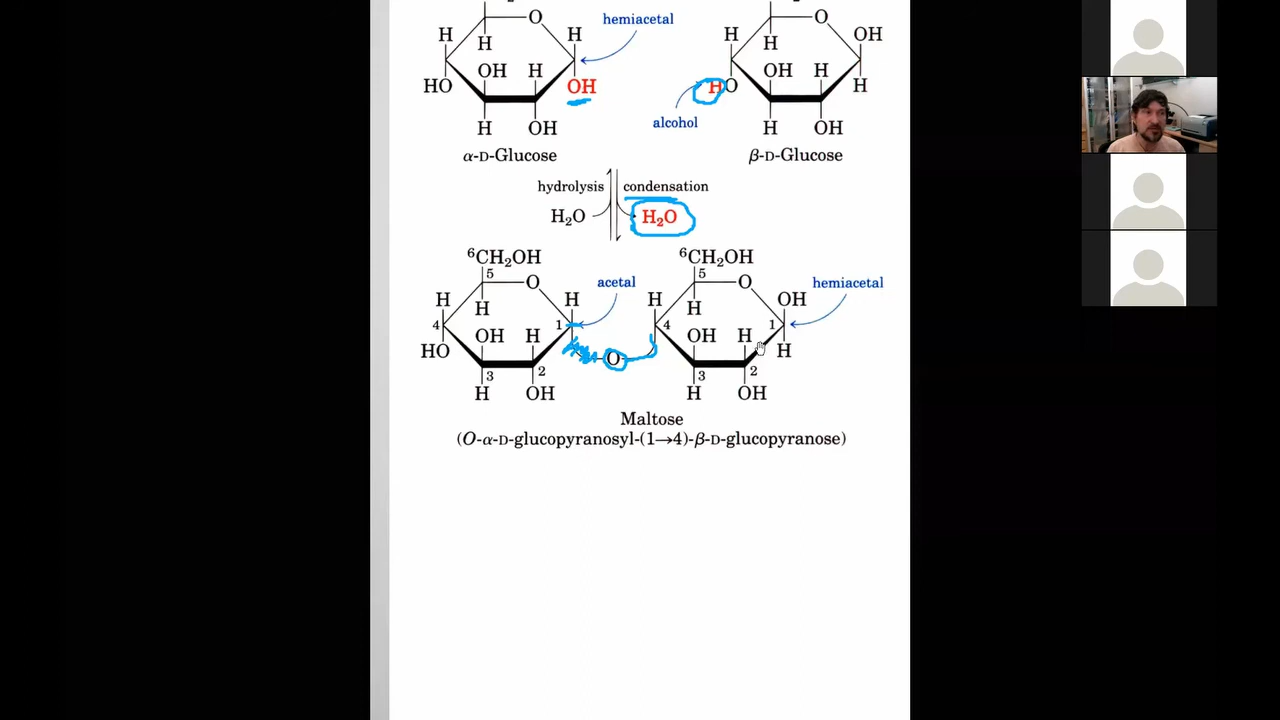 O
hemiacetal
O
H
H
H
H
H
OH
OH
H
OH
H
HO
OH
HO
H
H
OH
H
OH
alcohol
α-D-Glucose
β-D-Glucose
hydrolysis
condensation
H₂O
H₂O
⁶CH₂OH
⁶CH₂OH
5
O
acetal
5
O
hemiacetal
H
H
H
H
OH
4
OH
H
1
4
OH
H
1
HO
O
H
3
2
3
2
H
OH
H
OH
Maltose
(O-α-D-glucopyranosyl-(1→4)-β-D-glucopyranose)